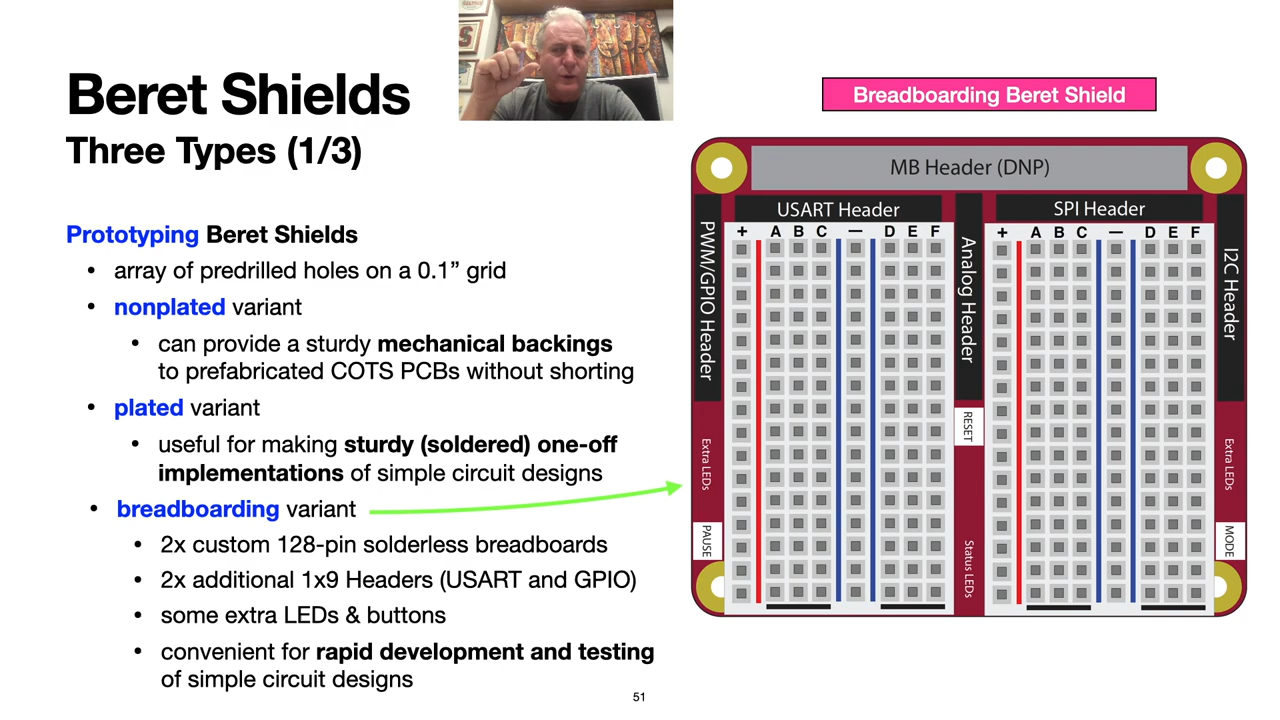 Beret Shields
Three Types (1/3)
Prototyping Beret Shields
• array of predrilled holes on a 0.1” grid
• nonplated variant
• can provide a sturdy mechanical backings
to prefabricated COTS PCBs without shorting
• plated variant
• useful for making sturdy (soldered) one-off
implementations of simple circuit designs
• breadboarding variant
• 2x custom 128-pin solderless breadboards
• 2x additional 1x9 Headers (USART and GPIO)
• some extra LEDs & buttons
• convenient for rapid development and testing
of simple circuit designs
Breadboarding Beret Shield
MB Header (DNP)
USART Header
SPI Header
+ A B C — D E F
+ A B C — D E F
PWM/GPIO Header
Analog Header
I2C Header
RESET
Extra LEDs
Extra LEDs
PAUSE
Status LEDs
MODE
51